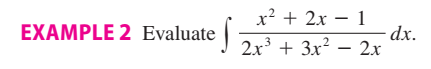 EXAMPLE 2 Evaluate ∫ (x² + 2x − 1) / (2x³ + 3x² − 2x) dx.